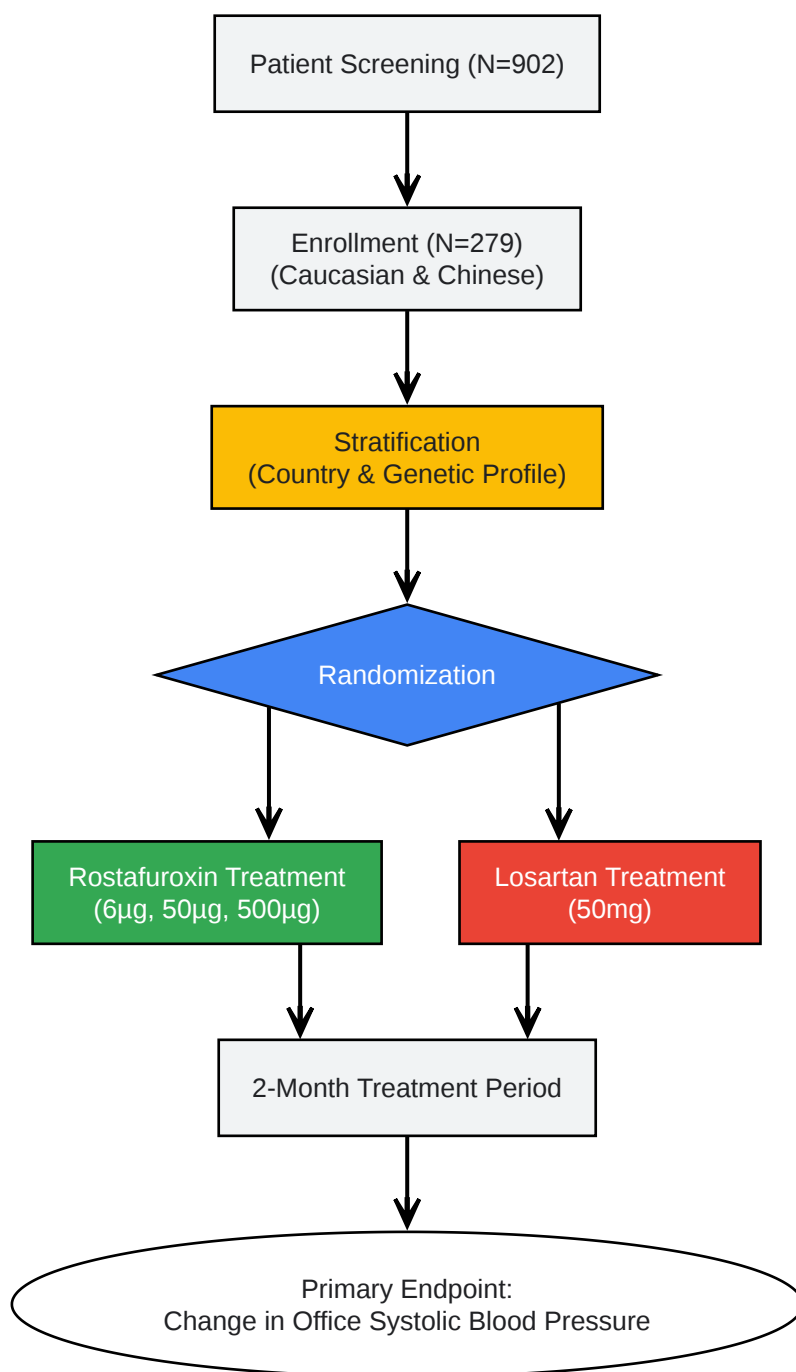 Patient Screening (N=902)
Enrollment (N=279)
(Caucasian & Chinese)
Stratification
(Country & Genetic Profile)
Randomization
Rostafuroxin Treatment
(6µg, 50µg, 500µg)
Losartan Treatment
(50mg)
2-Month Treatment Period
Primary Endpoint:
Change in Office Systolic Blood Pressure